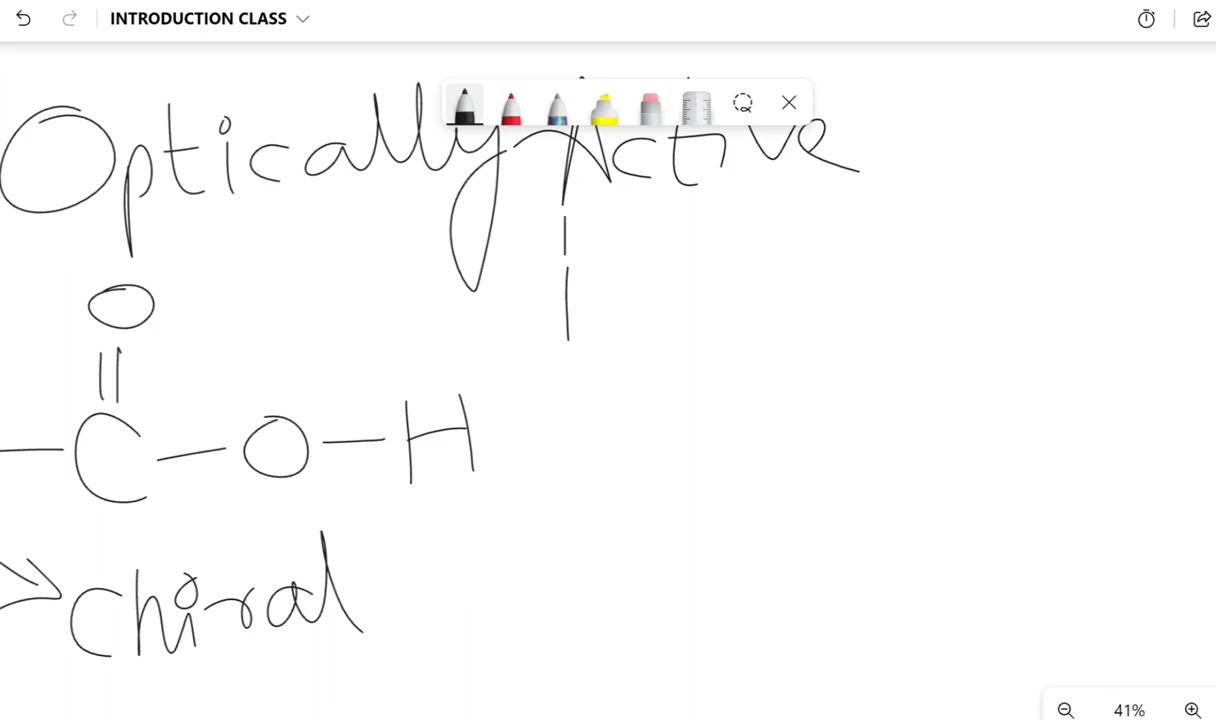 INTRODUCTION CLASS
Optically Active
O
||
— C — O — H
Chiral
41%